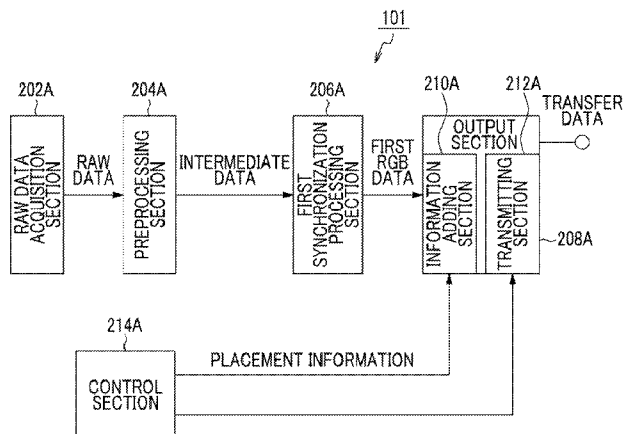 101
202A
204A
206A
210A
212A
TRANSFER
DATA
OUTPUT
SECTION
RAW DATA
ACQUISITION
SECTION
RAW
DATA
PREPROCESSING
SECTION
INTERMEDIATE
DATA
FIRST
SYNCHRONIZATION
PROCESSING
SECTION
FIRST
RGB DATA
INFORMATION
ADDING
SECTION
TRANSMITTING
SECTION
208A
214A
CONTROL
SECTION
PLACEMENT INFORMATION